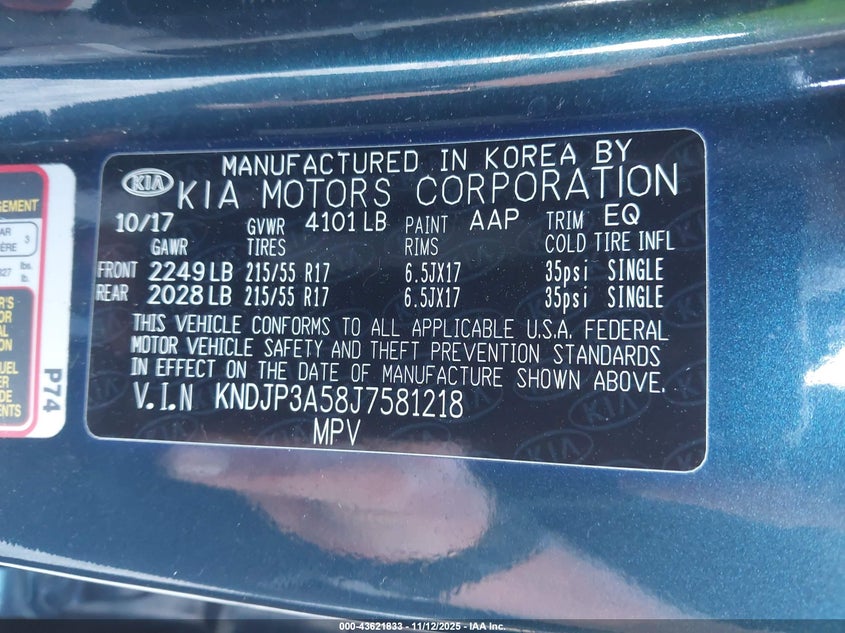 MANUFACTURED IN KOREA BY
KIA KIA MOTORS CORPORATION
10/17 GVWR 4101 LB PAINT AAP TRIM EQ
GAWR TIRES RIMS COLD TIRE INFL
FRONT 2249 LB 215/55 R17 6.5JX17 35psi SINGLE
REAR 2028 LB 215/55 R17 6.5JX17 35psi SINGLE
THIS VEHICLE CONFORMS TO ALL APPLICABLE U.S.A. FEDERAL
MOTOR VEHICLE SAFETY AND THEFT PREVENTION STANDARDS
IN EFFECT ON THE DATE OF MANUFACTURE SHOWN ABOVE.
V.I.N KNDJP3A58J7581218
MPV
P74
000-43621833 - 11/12/2025 - IAA Inc.